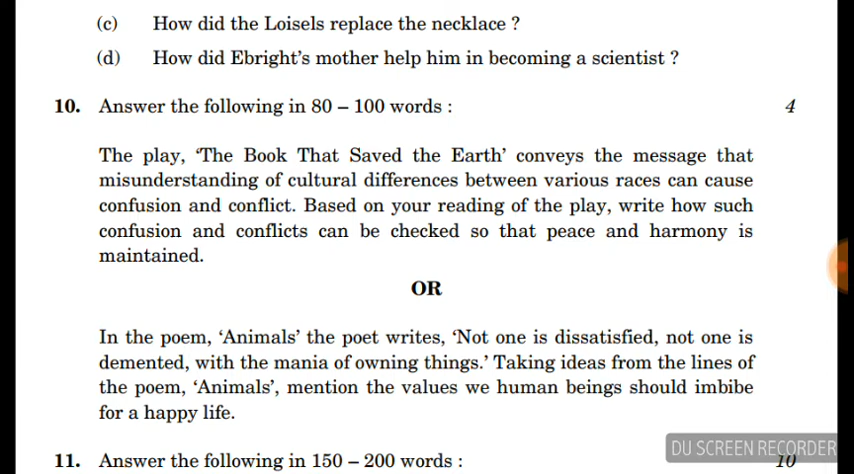 (c) How did the Loisels replace the necklace ?
(d) How did Ebright's mother help him in becoming a scientist ?
10. Answer the following in 80 – 100 words : 4
The play, 'The Book That Saved the Earth' conveys the message that
misunderstanding of cultural differences between various races can cause
confusion and conflict. Based on your reading of the play, write how such
confusion and conflicts can be checked so that peace and harmony is
maintained.
OR
In the poem, 'Animals' the poet writes, 'Not one is dissatisfied, not one is
demented, with the mania of owning things.' Taking ideas from the lines of
the poem, 'Animals', mention the values we human beings should imbibe
for a happy life.
DU SCREEN RECORDER
11. Answer the following in 150 – 200 words : 10